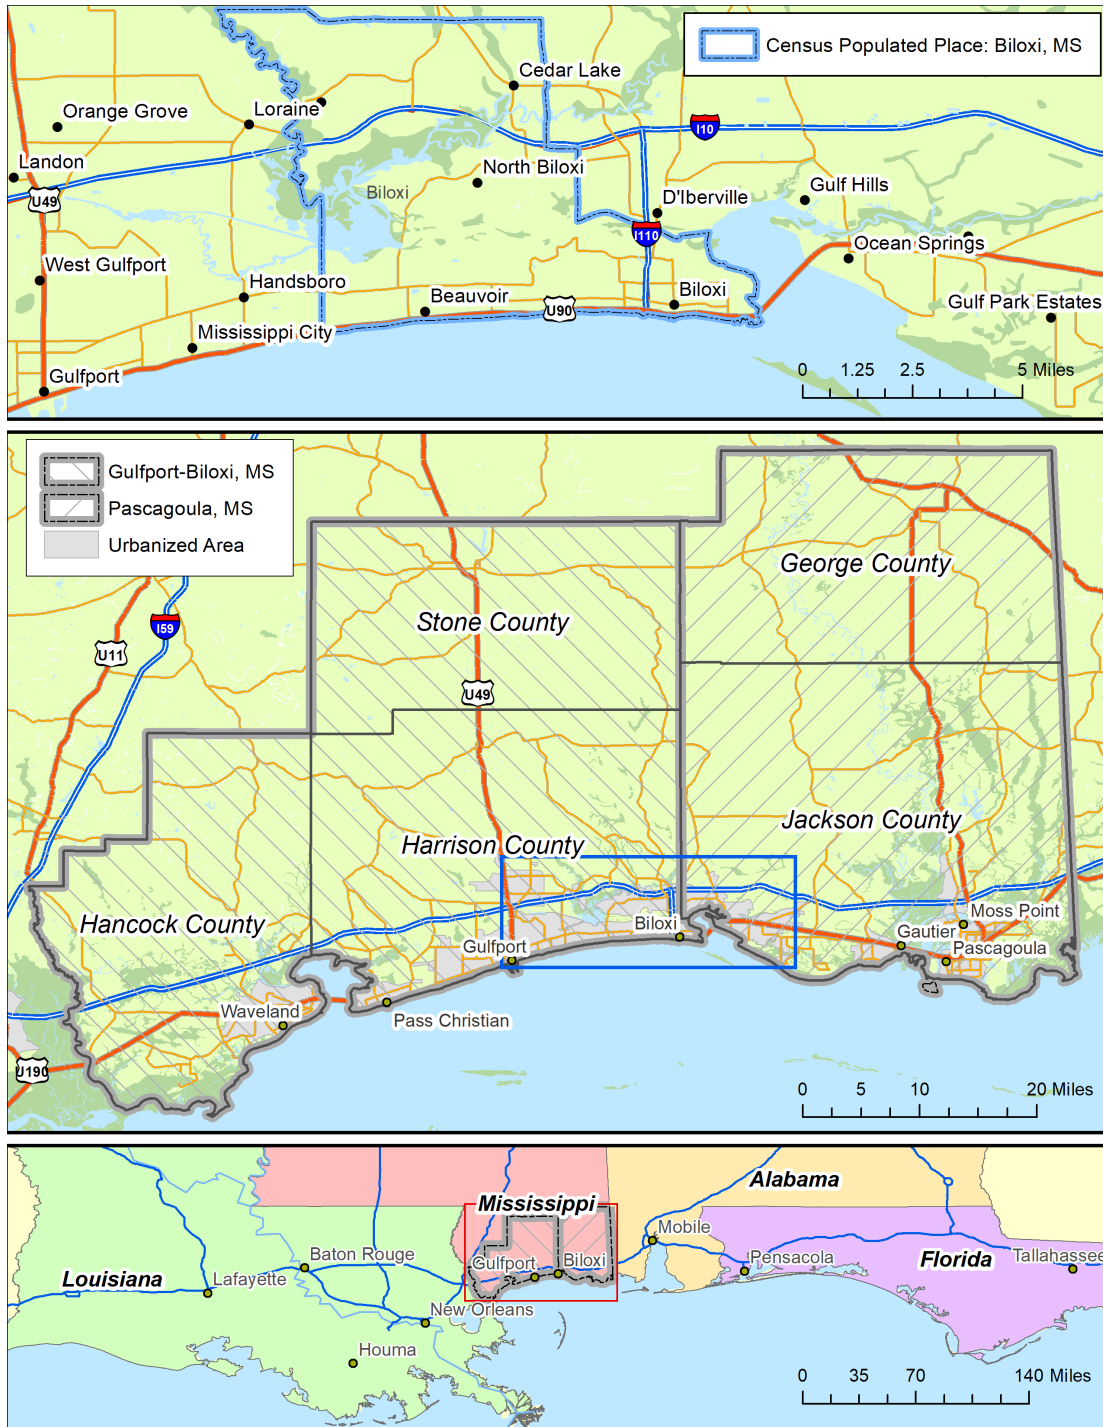 Census Populated Place: Biloxi, MS
Cedar Lake
Orange Grove
Loraine
I10
Landon
North Biloxi
U49
Biloxi
D'Iberville
Gulf Hills
I110
Ocean Springs
West Gulfport
Handsboro
Beauvoir
U90
Biloxi
Gulf Park Estates
Mississippi City
Gulfport
0 1.25 2.5 5 Miles
Gulfport-Biloxi, MS
Pascagoula, MS
Urbanized Area
George County
Stone County
I59
U11
U49
Jackson County
Harrison County
Hancock County
Moss Point
Biloxi
Gautier
Gulfport
Pascagoula
Waveland
Pass Christian
U190
0 5 10 20 Miles
Alabama
Mississippi
Mobile
Baton Rouge
Gulfport
Biloxi
Pensacola
Florida
Tallahassee
Louisiana
Lafayette
New Orleans
Houma
0 35 70 140 Miles